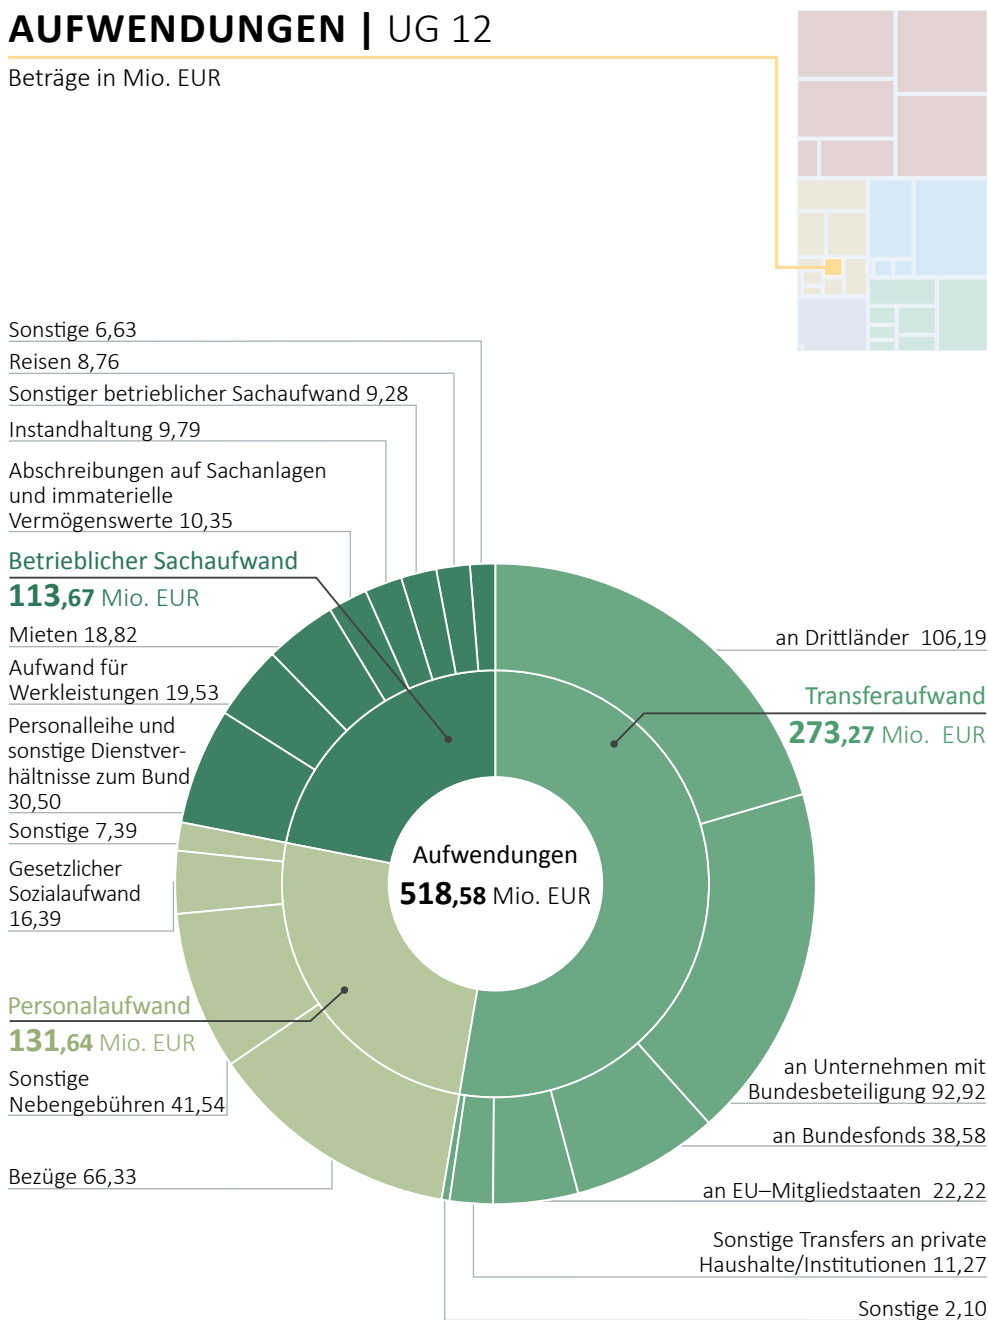 AUFWENDUNGEN | UG 12
Beträge in Mio. EUR
Sonstige 6,63
Reisen 8,76
Sonstiger betrieblicher Sachaufwand 9,28
Instandhaltung 9,79
Abschreibungen auf Sachanlagen
und immaterielle
Vermögenswerte 10,35
Betrieblicher Sachaufwand
113,67 Mio. EUR
Mieten 18,82
Aufwand für
Werkleistungen 19,53
Personalleihe und
sonstige Dienstver-
hältnisse zum Bund
30,50
Sonstige 7,39
Gesetzlicher
Sozialaufwand
16,39
Personalaufwand
131,64 Mio. EUR
Sonstige
Nebengebühren 41,54
Bezüge 66,33
Aufwendungen
518,58 Mio. EUR
an Drittländer 106,19
Transferaufwand
273,27 Mio. EUR
an Unternehmen mit
Bundesbeteiligung 92,92
an Bundesfonds 38,58
an EU–Mitgliedstaaten 22,22
Sonstige Transfers an private
Haushalte/Institutionen 11,27
Sonstige 2,10